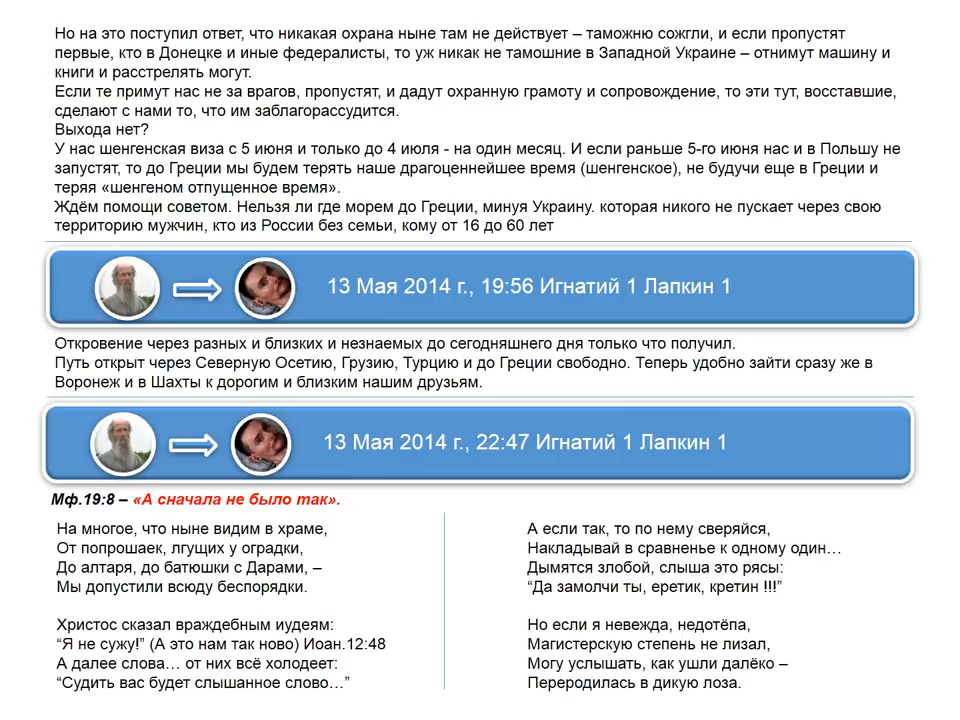 Но на это поступил ответ, что никакая охрана ныне там не действует – таможню сожгли, и если пропустят
первые, кто в Донецке и иные федералисты, то уж никак не тамошние в Западной Украине – отнимут машину и
книги и расстрелять могут.
Если те примут нас не за врагов, пропустят, и дадут охранную грамоту и сопровождение, то эти тут, восставшие,
сделают с нами то, что им заблагорассудится.
Выхода нет?
У нас шенгенская виза с 5 июня и только до 4 июля - на один месяц. И если раньше 5-го июня нас и в Польшу не
запустят, то до Греции мы будем терять наше драгоценнейшее время (шенгенское), не будучи еще в Греции и
теряя «шенгеном отпущенное время».
Ждём помощи советом. Нельзя ли где морем до Греции, минуя Украину. которая никого не пускает через свою
территорию мужчин, кто из России без семьи, кому от 16 до 60 лет
13 Мая 2014 г., 19:56 Игнатий 1 Лапкин 1
Откровение через разных и близких и незнаемых до сегодняшнего дня только что получил.
Путь открыт через Северную Осетию, Грузию, Турцию и до Греции свободно. Теперь удобно зайти сразу же в
Воронеж и в Шахты к дорогим и близким нашим друзьям.
13 Мая 2014 г., 22:47 Игнатий 1 Лапкин 1
Мф.19:8 – «А сначала не было так».
На многое, что ныне видим в храме,
От попрошаек, лгущих у оградки,
До алтаря, до батюшки с Дарами, –
Мы допустили всюду беспорядки.
Христос сказал враждебным иудеям:
“Я не сужу!” (А это нам так ново) Иоан.12:48
А далее слова… от них всё холодеет:
“Судить вас будет слышанное слово…”
А если так, то по нему сверяйся,
Накладывай в сравненье к одному один…
Дымятся злобой, слыша это рясы:
“Да замолчи ты, еретик, кретин !!!”
Но если я невежда, недотёпа,
Магистерскую степень не лизал,
Могу услышать, как ушли далёко –
Переродилась в дикую лоза.